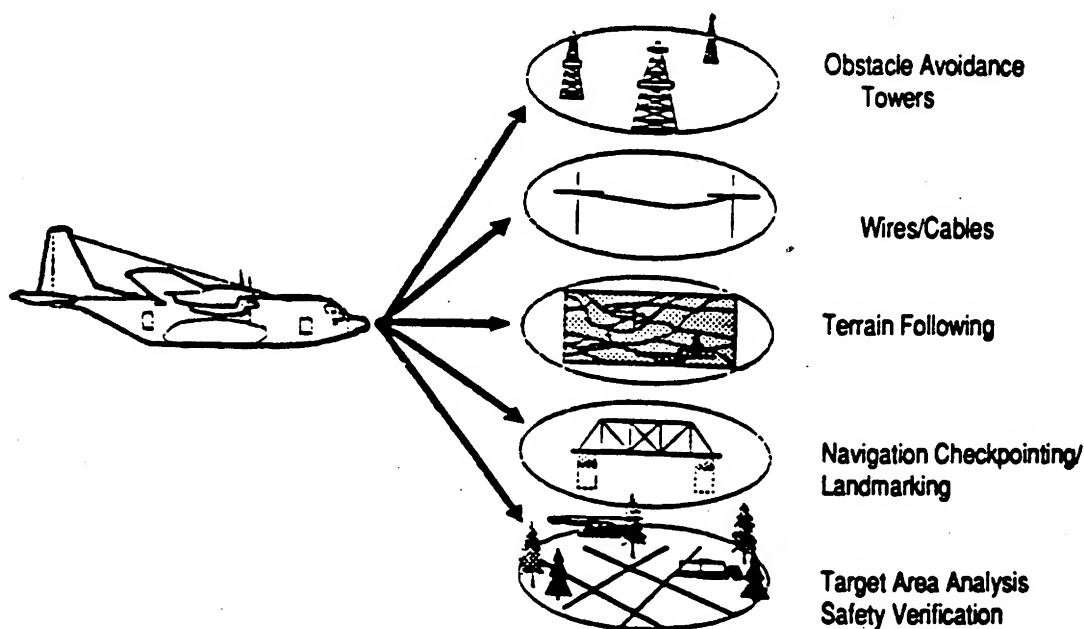 Obstacle Avoidance
Towers
Wires/Cables
Terrain Following
Navigation Checkpointing/
Landmarking
Target Area Analysis
Safety Verification